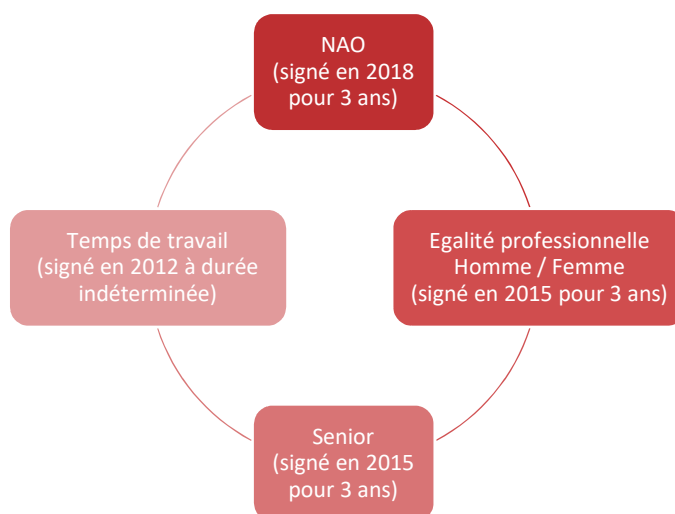 NAO
(signé en 2018
pour 3 ans)
Temps de travail
(signé en 2012 à durée
indéterminée)
Egalité professionnelle
Homme / Femme
(signé en 2015 pour 3 ans)
Senior
(signé en 2015
pour 3 ans)